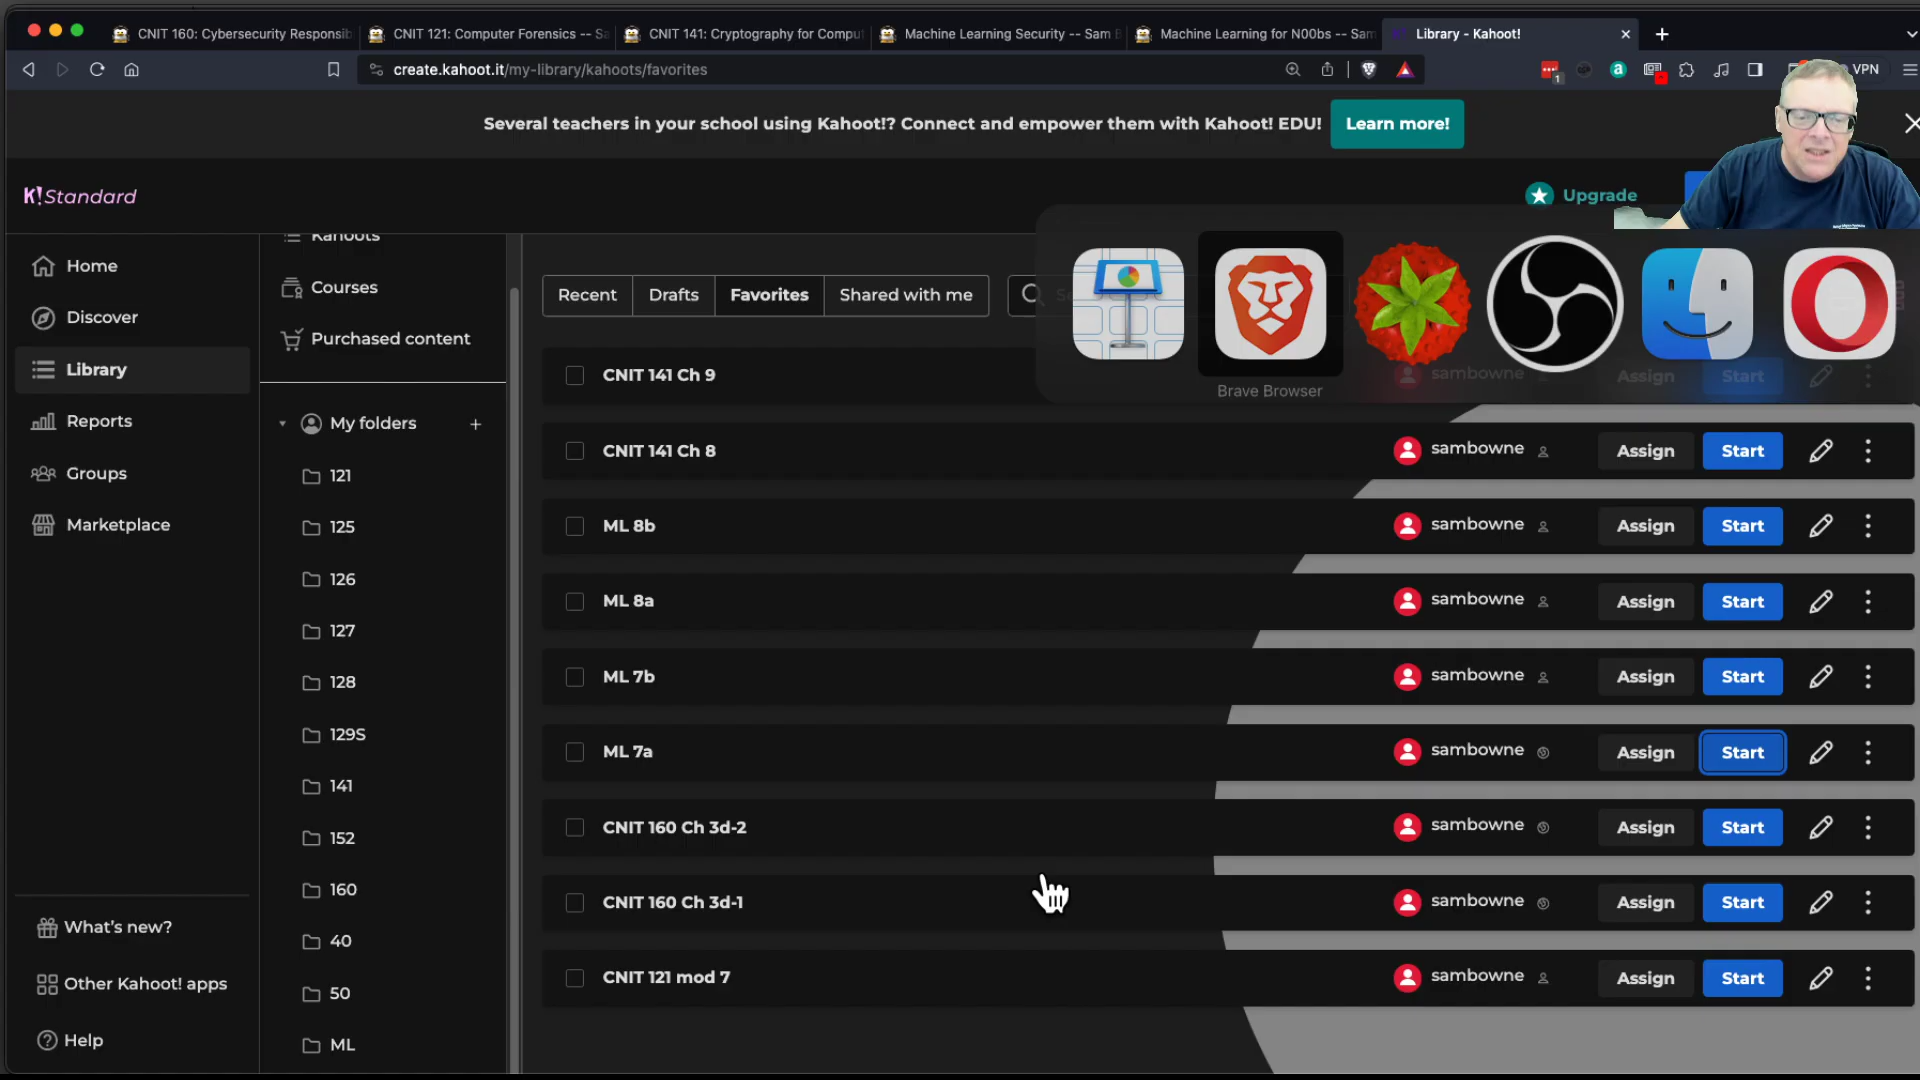 CNIT 160: Cybersecurity Responsib
CNIT 121: Computer Forensics -- Sa
CNIT 141: Cryptography for Comput
Machine Learning Security -- Sam B
Machine Learning for N00bs -- Sam
Library - Kahoot!
create.kahoot.it/my-library/kahoots/favorites
1
VPN
Several teachers in your school using Kahoot!? Connect and empower them with Kahoot! EDU!
Learn more!
K!Standard
Upgrade
Home
Discover
Library
Reports
Groups
Marketplace
What's new?
Other Kahoot! apps
Help
Kahoots
Courses
Purchased content
My folders
121
125
126
127
128
129S
141
152
160
40
50
ML
Recent
Drafts
Favorites
Shared with me
Brave Browser
CNIT 141 Ch 9
sambowne
Assign
Start
CNIT 141 Ch 8
sambowne
Assign
Start
ML 8b
sambowne
Assign
Start
ML 8a
sambowne
Assign
Start
ML 7b
sambowne
Assign
Start
ML 7a
sambowne
Assign
Start
CNIT 160 Ch 3d-2
sambowne
Assign
Start
CNIT 160 Ch 3d-1
sambowne
Assign
Start
CNIT 121 mod 7
sambowne
Assign
Start